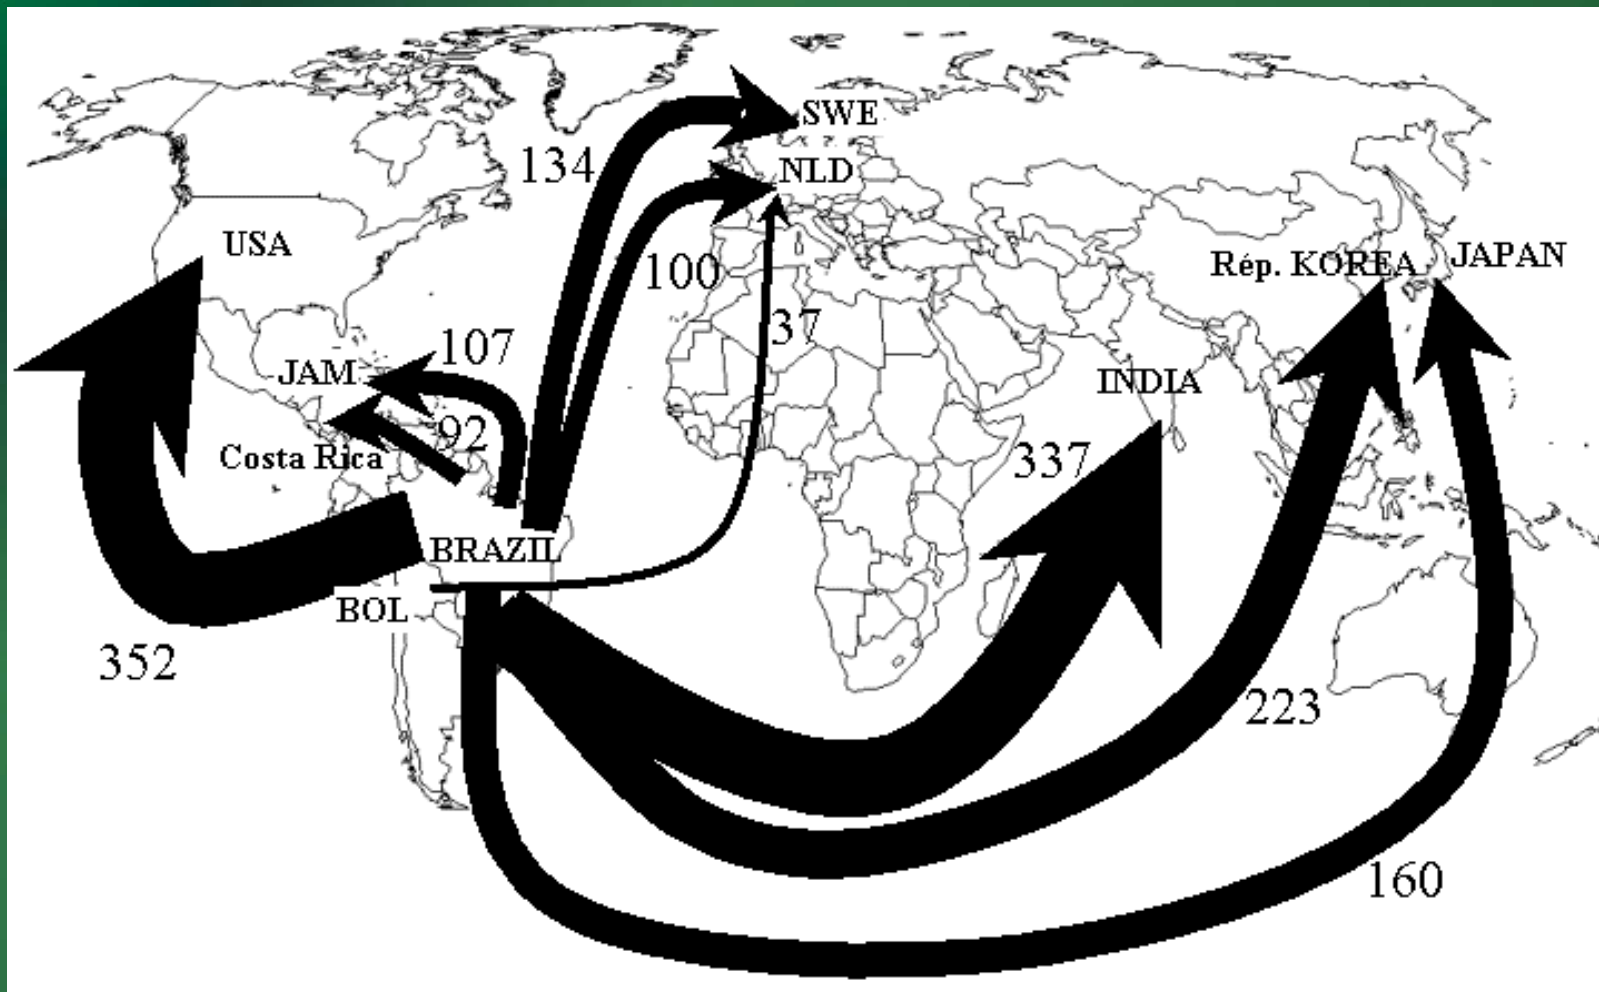 SWE
134
NLD
USA
100
Rép. KOREA
JAPAN
37
107
JAM
INDIA
92
Costa Rica
337
BRAZIL
BOL
352
223
160